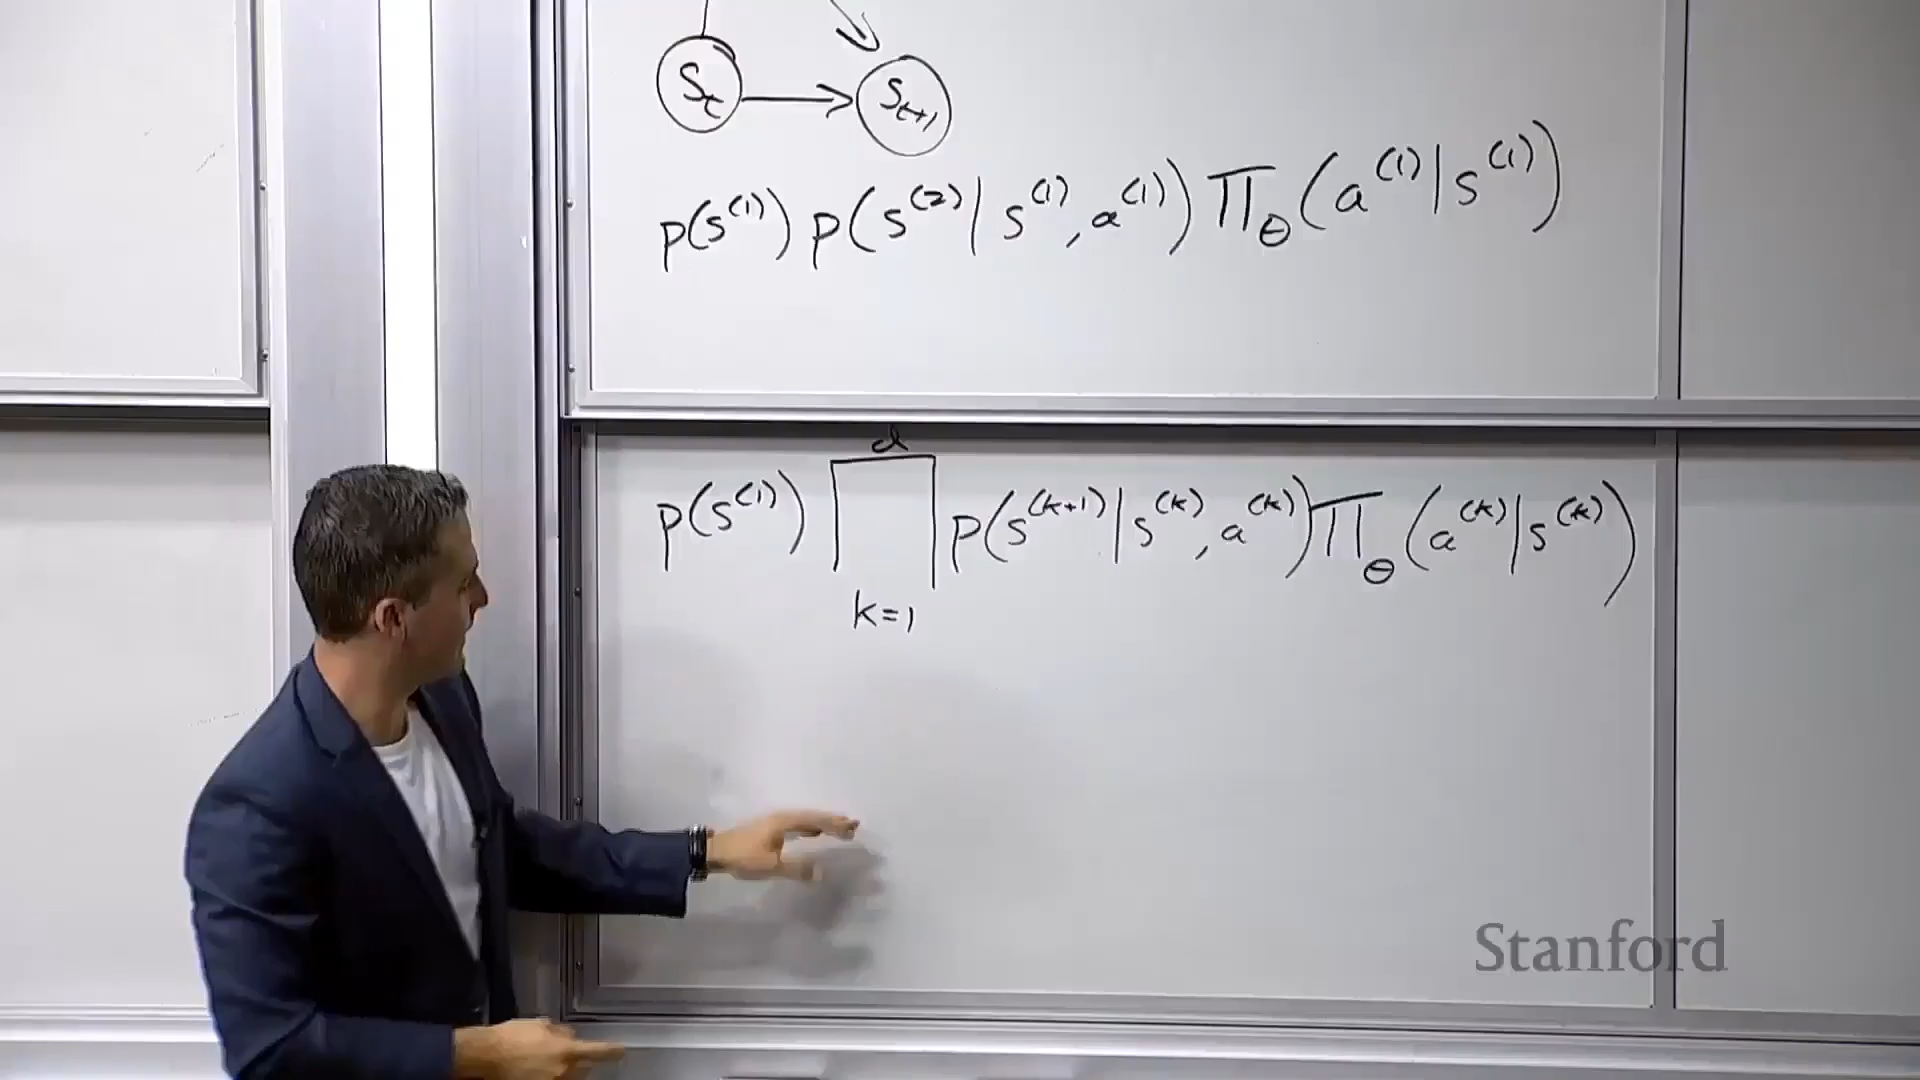 S_t S_{t+1}
p(s^{(1)}) p(s^{(2)} | s^{(1)}, a^{(1)}) π_θ(a^{(1)} | s^{(1)})
d
p(s^{(1)}) ∏ p(s^{(k+1)} | s^{(k)}, a^{(k)}) π_θ(a^{(k)} | s^{(k)})
k=1
Stanford